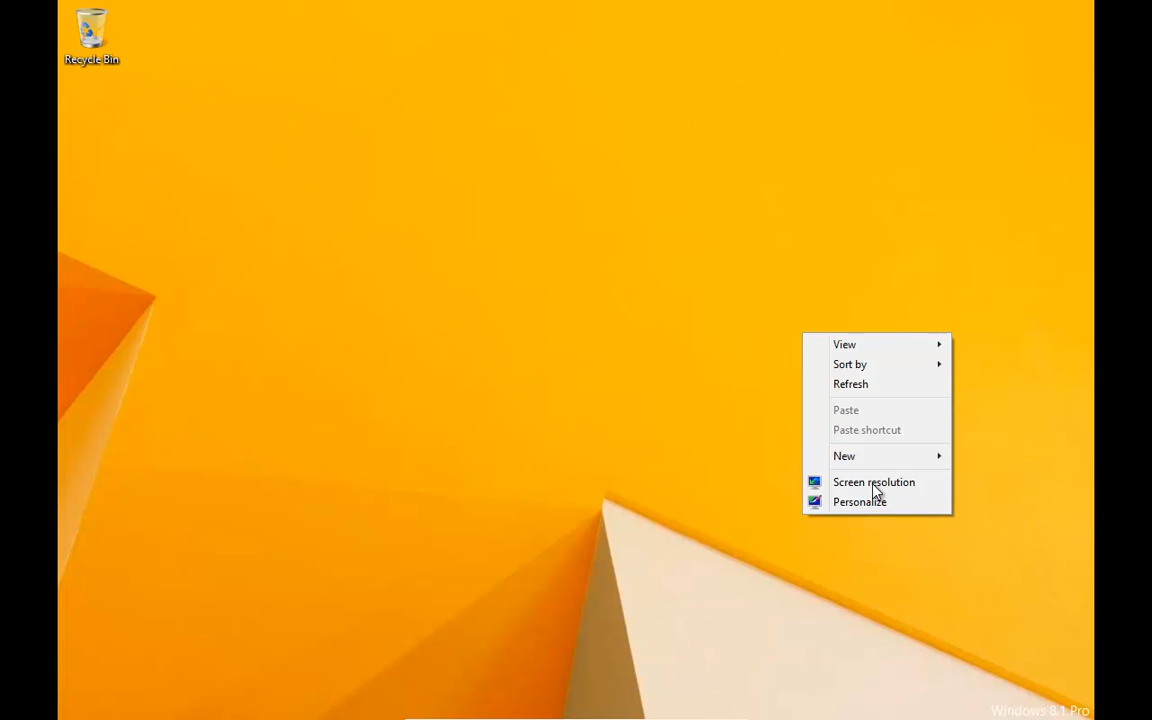 Recycle Bin
View
Sort by
Refresh
Paste
Paste shortcut
New
Screen resolution
Personalize
Windows 8.1 Pro